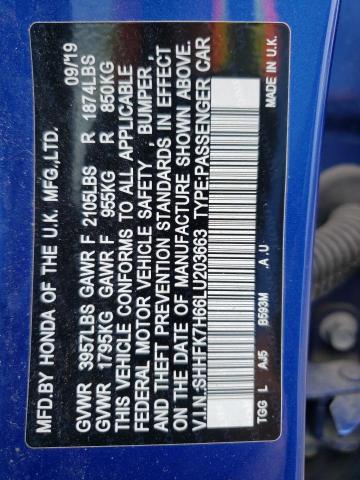 MFD.BY HONDA OF THE U.K. MFG.,LTD. 09/19
GVWR 3957LBS GAWR F 2105LBS R 1874LBS
GVWR 1795KG GAWR F 955KG R 850KG
THIS VEHICLE CONFORMS TO ALL APPLICABLE
FEDERAL MOTOR VEHICLE SAFETY , BUMPER ,
AND THEFT PREVENTION STANDARDS IN EFFECT
ON THE DATE OF MANUFACTURE SHOWN ABOVE.
V.I.N.:SHHFK7H66LU203663 TYPE:PASSENGER CAR
TGG L AJ5 B593M .A .U MADE IN U.K